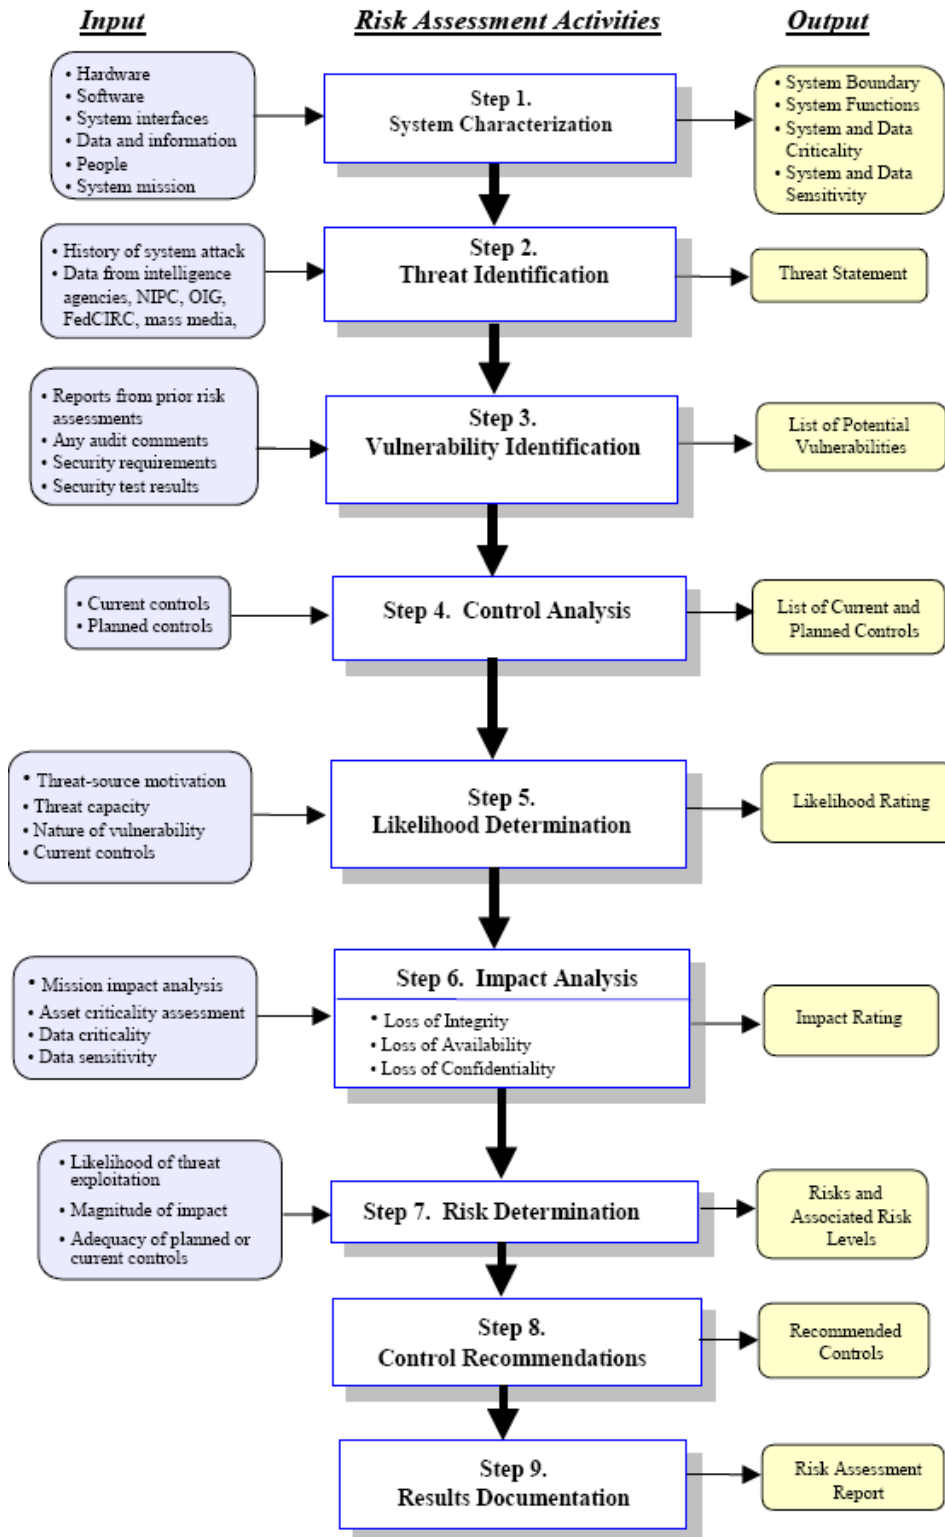 Input
Risk Assessment Activities
Output
• Hardware
• Software
• System interfaces
• Data and information
• People
• System mission
Step 1.
System Characterization
• System Boundary
• System Functions
• System and Data
Criticality
• System and Data
Sensitivity
• History of system attack
• Data from intelligence
agencies, NIPC, OIG,
FedCIRC, mass media,
Step 2.
Threat Identification
Threat Statement
• Reports from prior risk
assessments
• Any audit comments
• Security requirements
• Security test results
Step 3.
Vulnerability Identification
List of Potential
Vulnerabilities
• Current controls
• Planned controls
Step 4. Control Analysis
List of Current and
Planned Controls
• Threat-source motivation
• Threat capacity
• Nature of vulnerability
• Current controls
Step 5.
Likelihood Determination
Likelihood Rating
• Mission impact analysis
• Asset criticality assessment
• Data criticality
• Data sensitivity
Step 6. Impact Analysis
• Loss of Integrity
• Loss of Availability
• Loss of Confidentiality
Impact Rating
• Likelihood of threat
exploitation
• Magnitude of impact
• Adequacy of planned or
current controls
Step 7. Risk Determination
Risks and
Associated Risk
Levels
Step 8.
Control Recommendations
Recommended
Controls
Step 9.
Results Documentation
Risk Assessment
Report